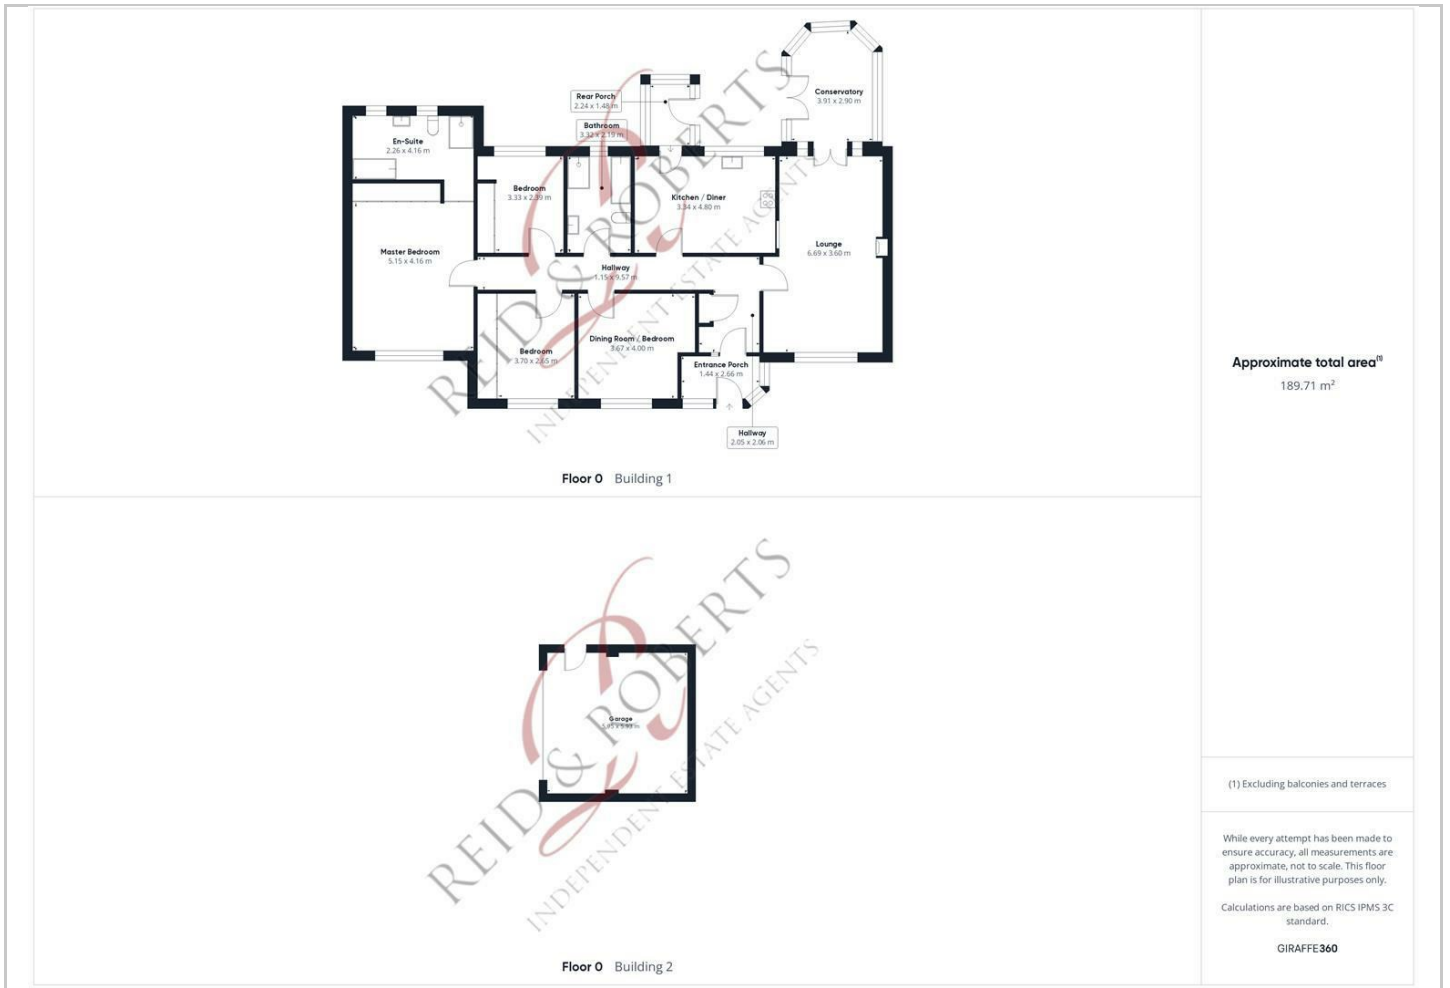 Conservatory
3.91 x 2.90 m
Rear Porch
2.24 x 1.48 m
Bathroom
3.32 x 2.19 m
En-Suite
2.26 x 4.16 m
Bedroom
3.33 x 2.99 m
Kitchen / Diner
3.34 x 4.80 m
Lounge
6.69 x 3.60 m
Master Bedroom
5.15 x 4.16 m
Hallway
1.15 x 9.57 m
Bedroom
3.70 x 2.65 m
Dining Room / Bedroom
3.67 x 4.00 m
Entrance Porch
1.44 x 2.66 m
Hallway
2.05 x 2.06 m
REID & ROBERTS
INDEPENDENT ESTATE AGENTS
Floor 0 Building 1
Garage
REID & ROBERTS
INDEPENDENT ESTATE AGENTS
Floor 0 Building 2
Approximate total area(1)
189.71 m²
(1) Excluding balconies and terraces
While every attempt has been made to
ensure accuracy, all measurements are
approximate, not to scale. This floor
plan is for illustrative purposes only.
Calculations are based on RICS IPMS 3C
standard.
GIRAFFE360